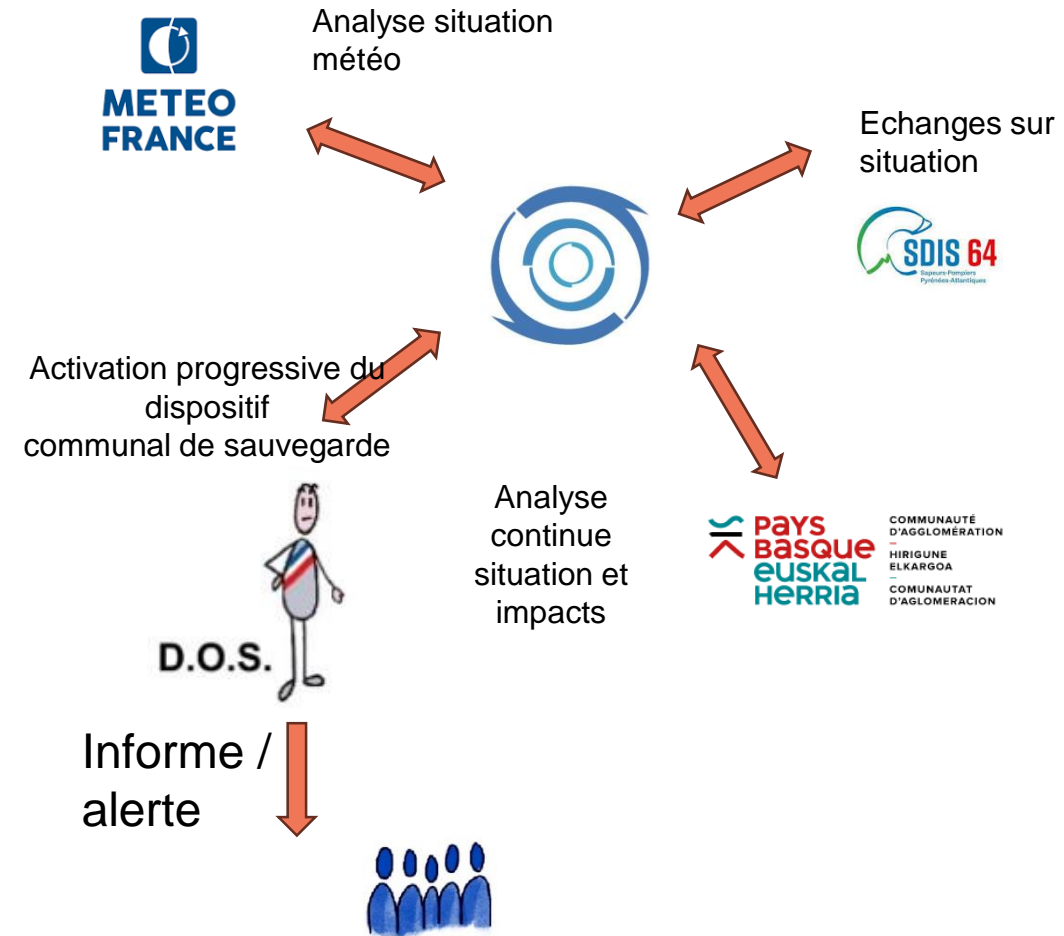 Analyse situation
météo
METEO
FRANCE
Echanges sur
situation
SDIS 64
Sapeurs-Pompiers
Pyrénées-Atlantiques
Activation progressive du
dispositif
communal de sauvegarde
Analyse
continue
situation et
impacts
PaYS
BaSQUe
eUSKaL
HeRRIa
COMMUNAUTÉ
D'AGGLOMÉRATION
HIRIGUNE
ELKARGOA
COMUNAUTAT
D'AGLOMERACION
D.O.S.
Informe /
alerte